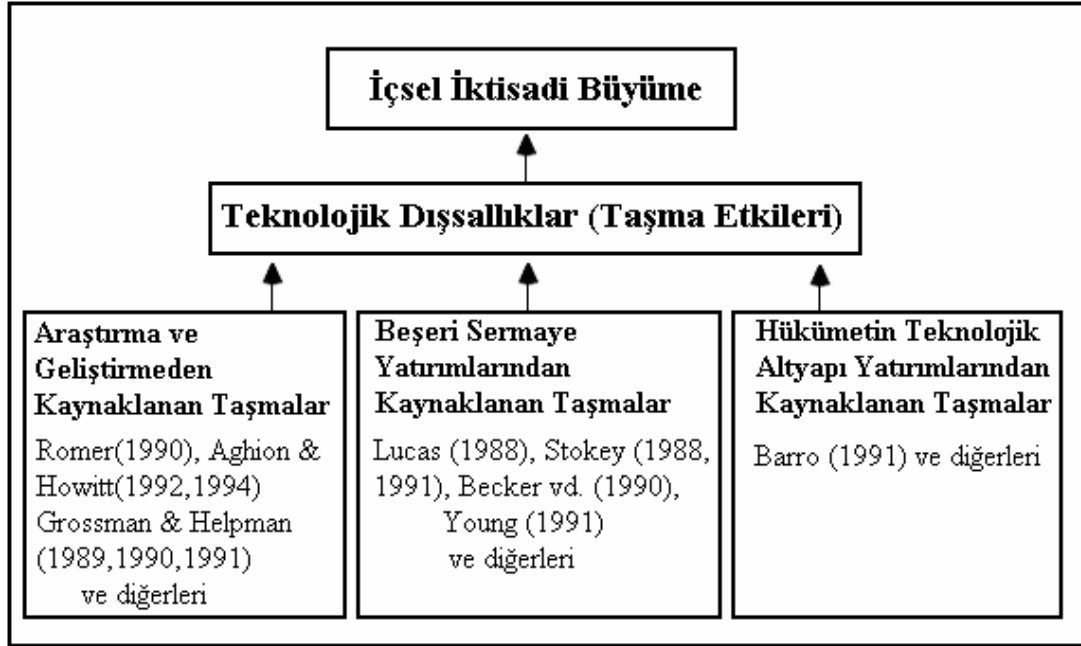 İçsel İktisadi Büyüme
Teknolojik Dışsallıklar (Taşma Etkileri)
Araştırma ve
Geliştirmeden
Kaynaklanan Taşmalar
Romer(1990), Aghion &
Howitt(1992,1994)
Grossman & Helpman
(1989,1990,1991)
ve diğerleri
Beşeri Sermaye
Yatırımlarından
Kaynaklanan Taşmalar
Lucas (1988), Stokey (1988,
1991), Becker vd. (1990),
Young (1991)
ve diğerleri
Hükümetin Teknolojik
Altyapı Yatırımlarından
Kaynaklanan Taşmalar
Barro (1991) ve diğerleri